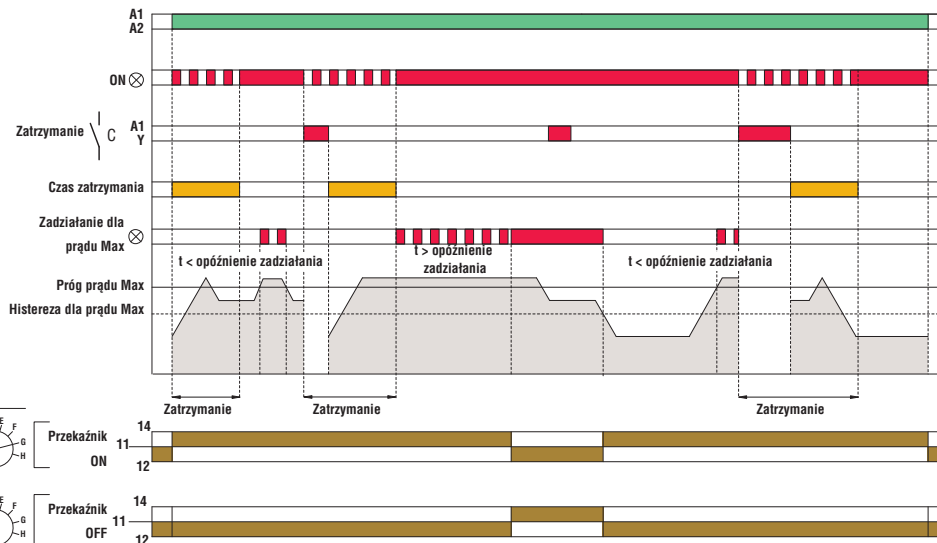 A1
A2
ON
Zatrzymanie C A1
Y
Czas zatrzymania
Zadziałanie dla
prądu Max
t < opóźnienie zadziałania
t > opóźnienie
zadziałania
t < opóźnienie zadziałania
Próg prądu Max
Histereza dla prądu Max
Zatrzymanie Zatrzymanie Zatrzymanie
E
F
G
H
Przekaźnik
ON
14
11
12
E
F
G
H
Przekaźnik
OFF
14
11
12